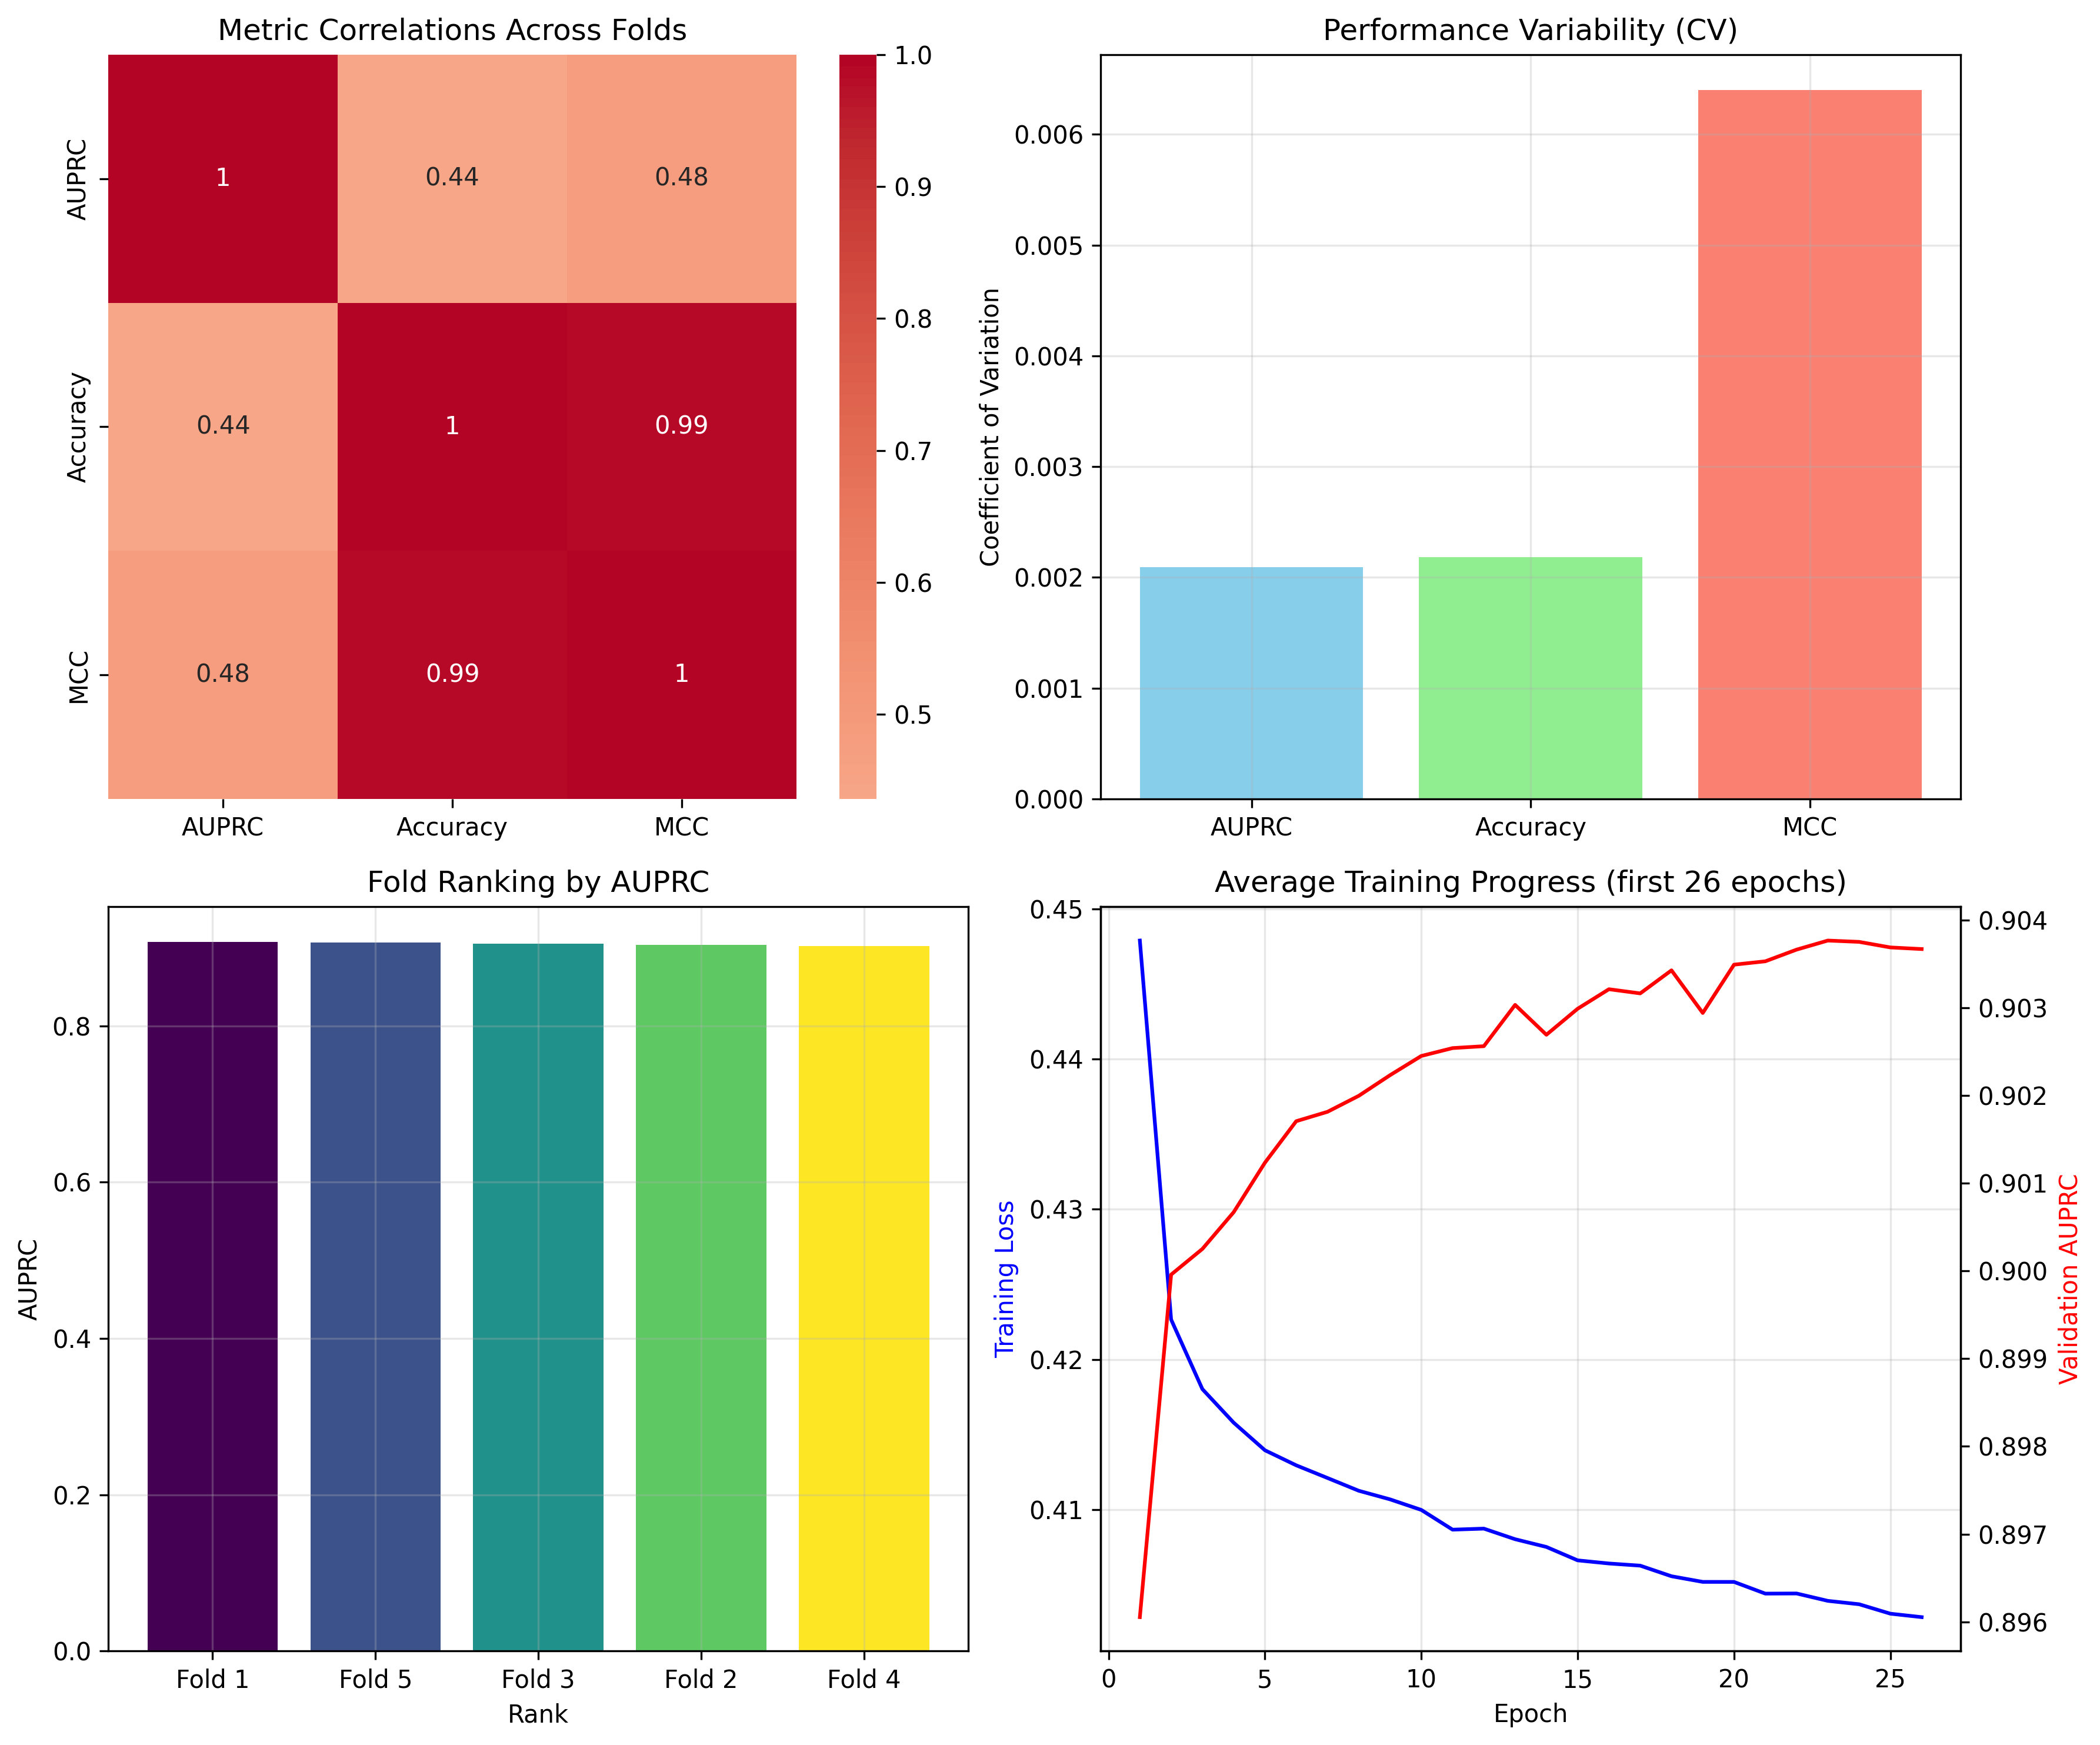 Metric Correlations Across Folds
AUPRC
Accuracy
MCC
1 0.44 0.48
0.44 1 0.99
0.48 0.99 1
AUPRC Accuracy MCC
1.0
0.9
0.8
0.7
0.6
0.5
Performance Variability (CV)
Coefficient of Variation
0.006
0.005
0.004
0.003
0.002
0.001
0.000
AUPRC Accuracy MCC
Fold Ranking by AUPRC
AUPRC
0.8
0.6
0.4
0.2
0.0
Fold 1 Fold 5 Fold 3 Fold 2 Fold 4
Rank
Average Training Progress (first 26 epochs)
Training Loss
0.45
0.44
0.43
0.42
0.41
0.904
0.903
0.902
0.901
0.900
0.899
0.898
0.897
0.896
Validation AUPRC
0 5 10 15 20 25
Epoch